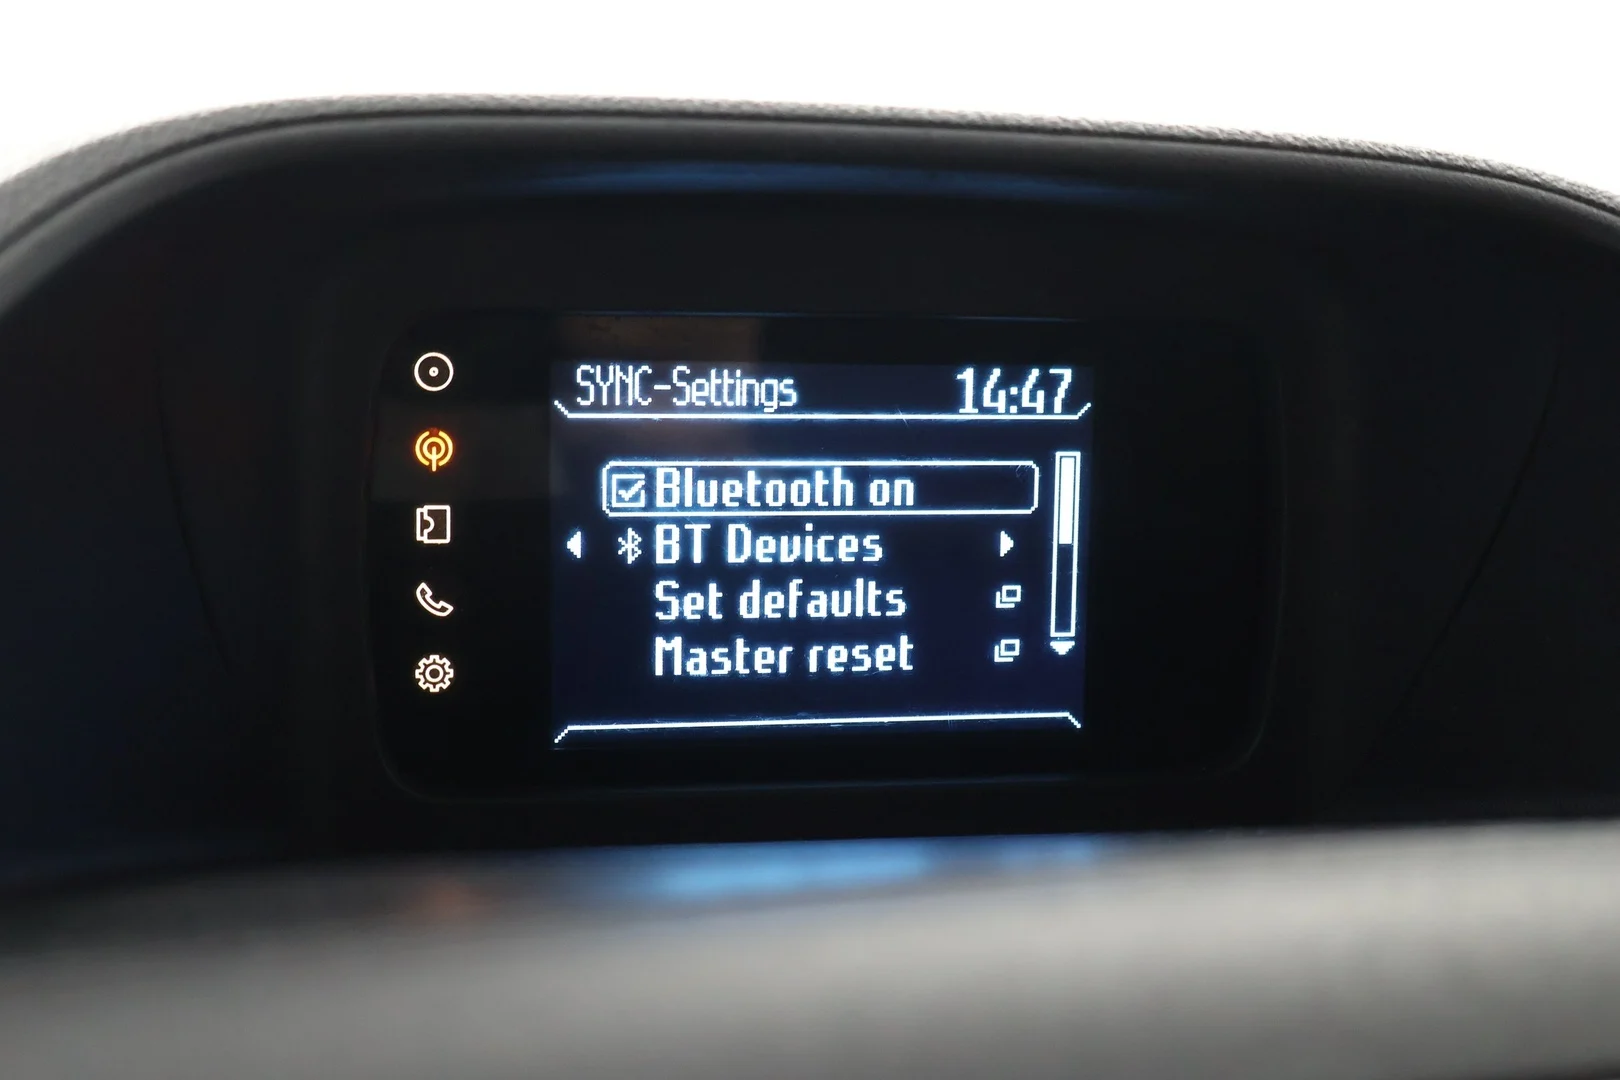 SYNC-Settings 14:47
Bluetooth on
BT Devices
Set defaults
Master reset